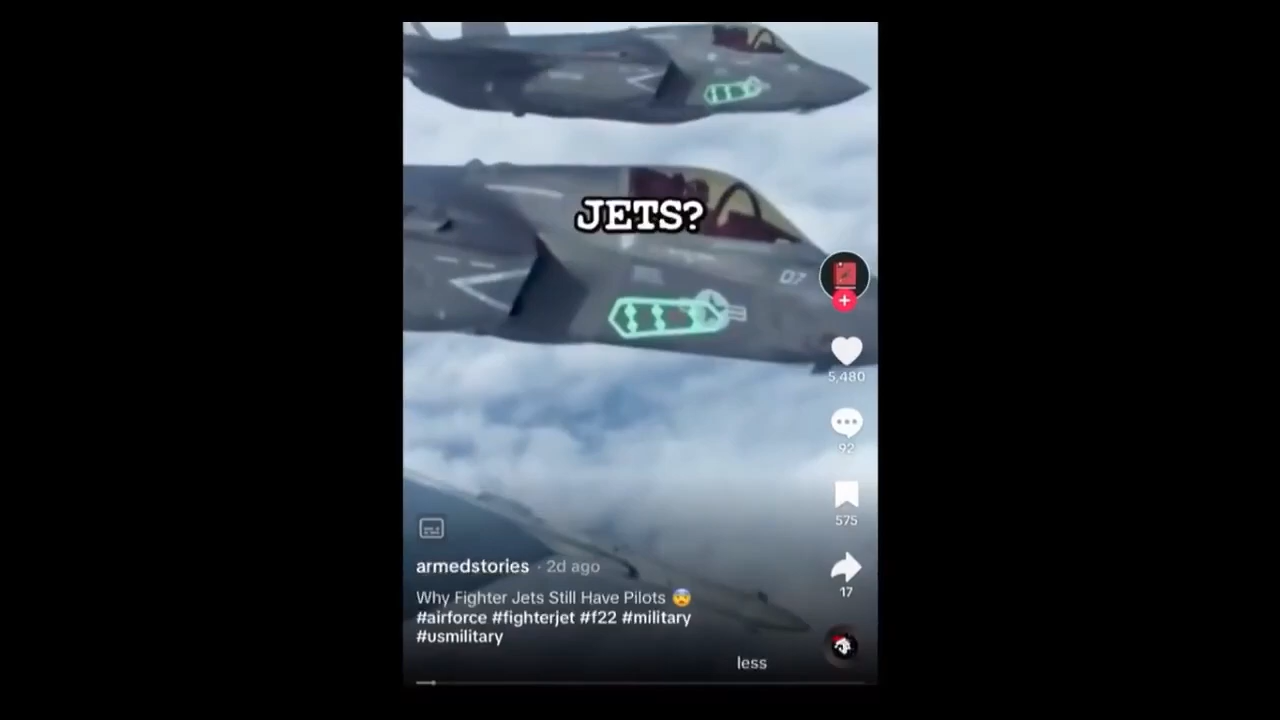 JETS?
07
5,480
92
575
armedstories · 2d ago
17
Why Fighter Jets Still Have Pilots 😨
#airforce #fighterjet #f22 #military
#usmilitary
less